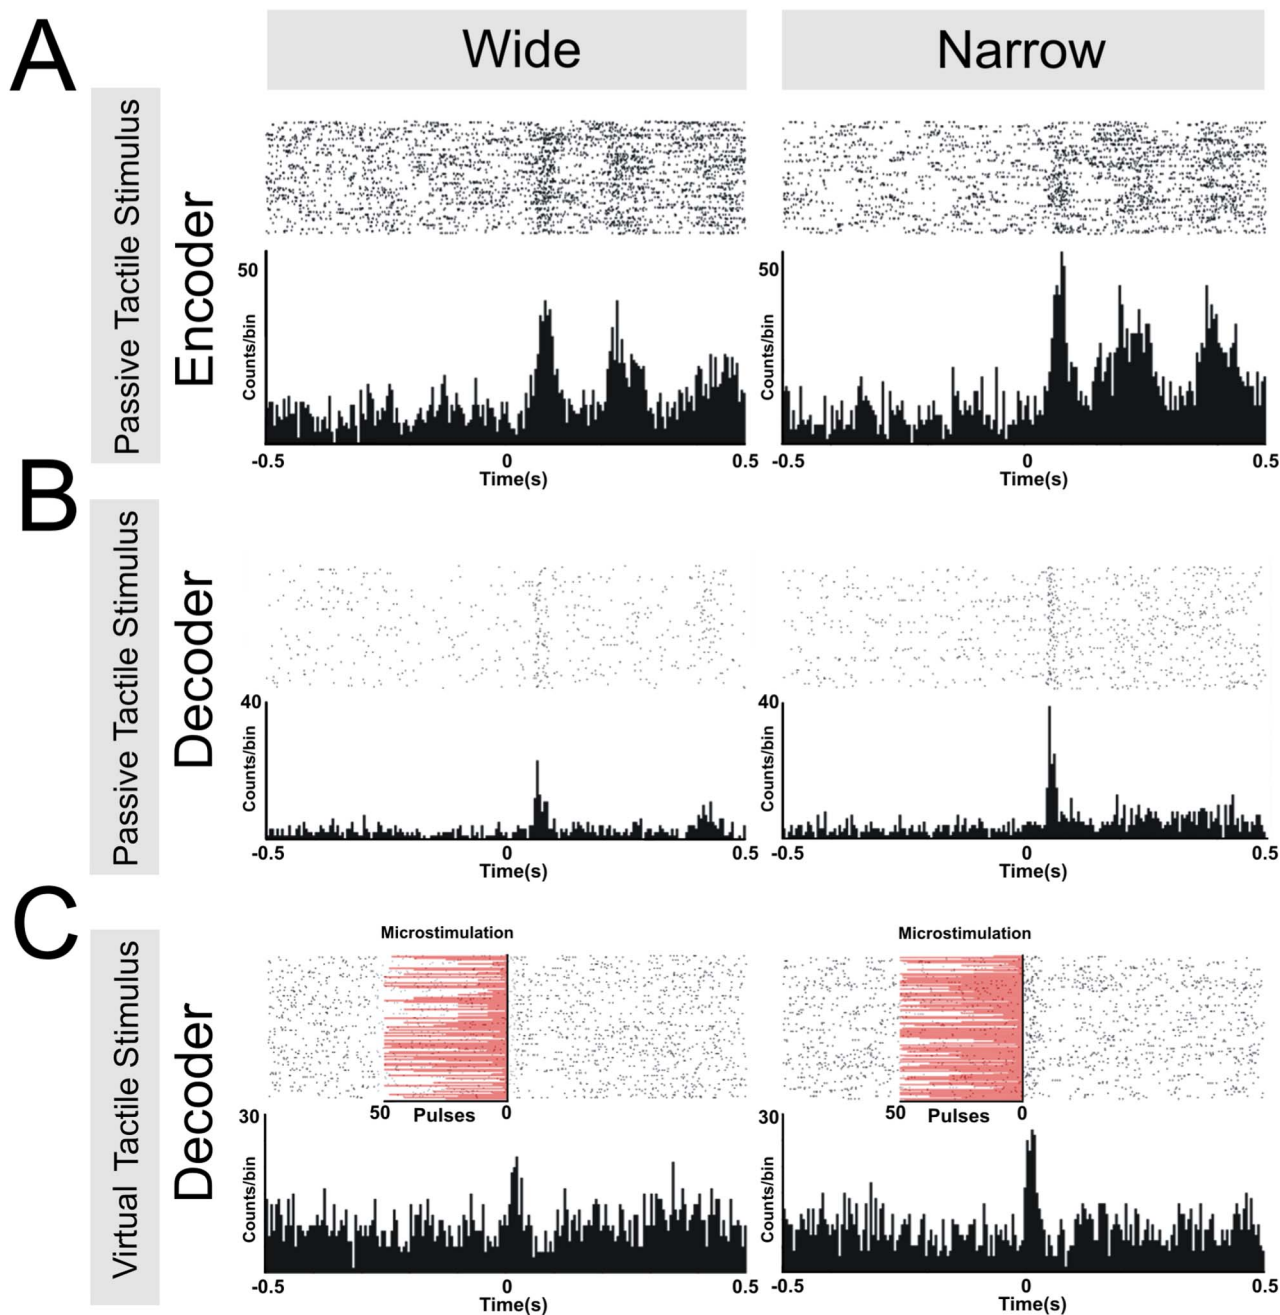 A
Wide
Narrow
Passive Tactile Stimulus
Encoder
50
Counts/bin
-0.5
0
0.5
Time(s)
50
Counts/bin
-0.5
0
0.5
Time(s)
B
Passive Tactile Stimulus
Decoder
40
Counts/bin
-0.5
0
0.5
Time(s)
40
Counts/bin
-0.5
0
0.5
Time(s)
C
Virtual Tactile Stimulus
Decoder
Microstimulation
50 Pulses 0
30
Counts/bin
-0.5
0
0.5
Time(s)
Microstimulation
50 Pulses 0
30
Counts/bin
-0.5
0
0.5
Time(s)